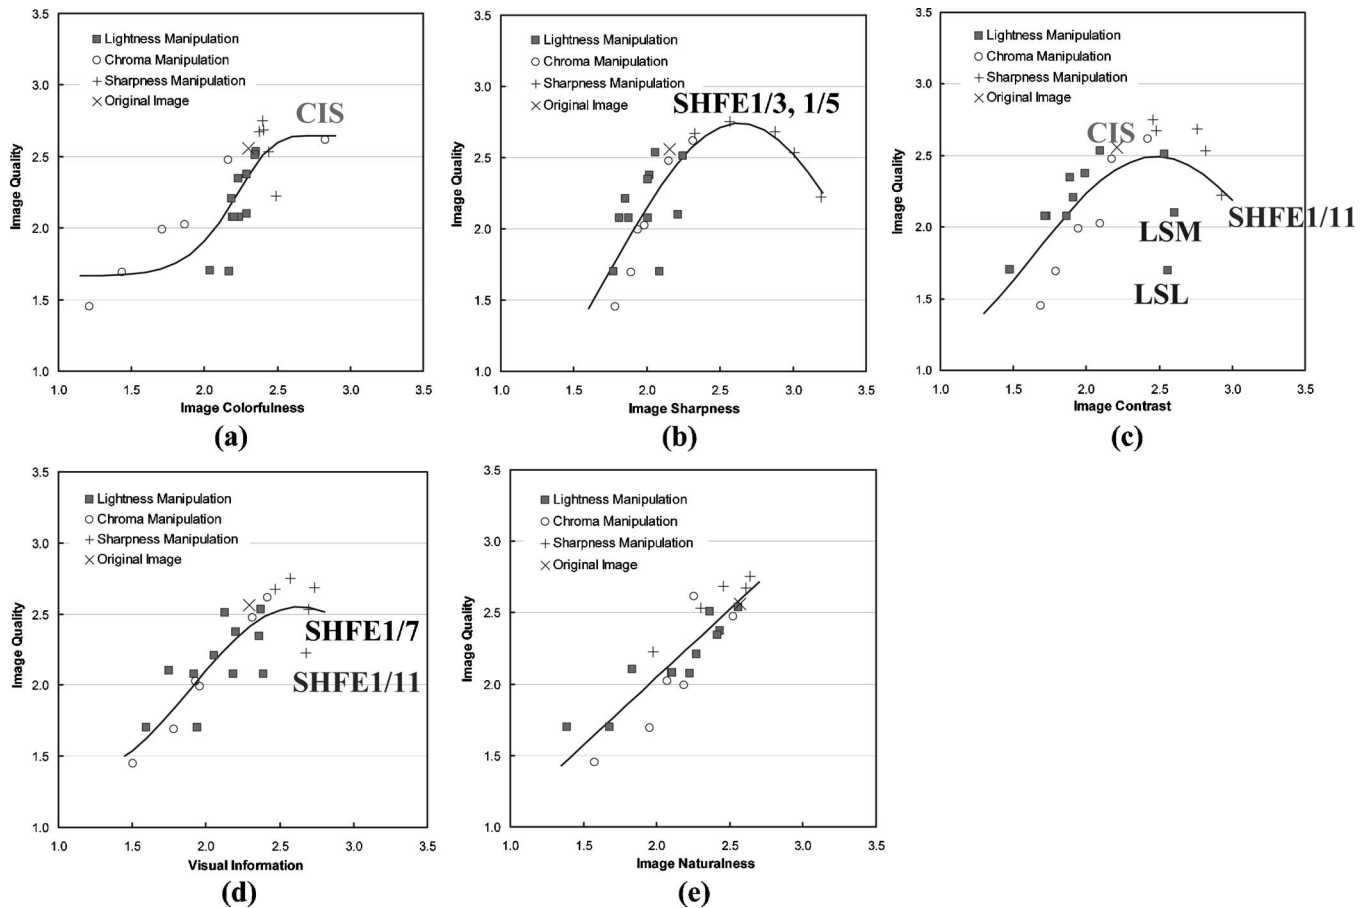 3.5
3.0
2.5
2.0
1.5
1.0
Image Quality
Lightness Manipulation
Chroma Manipulation
Sharpness Manipulation
Original Image
CIS
1.0 1.5 2.0 2.5 3.0 3.5
Image Colorfulness
(a)
3.5
3.0
2.5
2.0
1.5
1.0
Image Quality
Lightness Manipulation
Chroma Manipulation
Sharpness Manipulation
Original Image
SHFE1/3, 1/5
1.0 1.5 2.0 2.5 3.0 3.5
Image Sharpness
(b)
3.5
3.0
2.5
2.0
1.5
1.0
Image Quality
Lightness Manipulation
Chroma Manipulation
Sharpness Manipulation
Original Image
CIS
SHFE1/11
LSM
LSL
1.0 1.5 2.0 2.5 3.0 3.5
Image Contrast
(c)
3.5
3.0
2.5
2.0
1.5
1.0
Image Quality
Lightness Manipulation
Chroma Manipulation
Sharpness Manipulation
Original Image
SHFE1/7
SHFE1/11
1.0 1.5 2.0 2.5 3.0 3.5
Visual Information
(d)
3.5
3.0
2.5
2.0
1.5
1.0
Image Quality
Lightness Manipulation
Chroma Manipulation
Sharpness Manipulation
Original Image
1.0 1.5 2.0 2.5 3.0 3.5
Image Naturalness
(e)